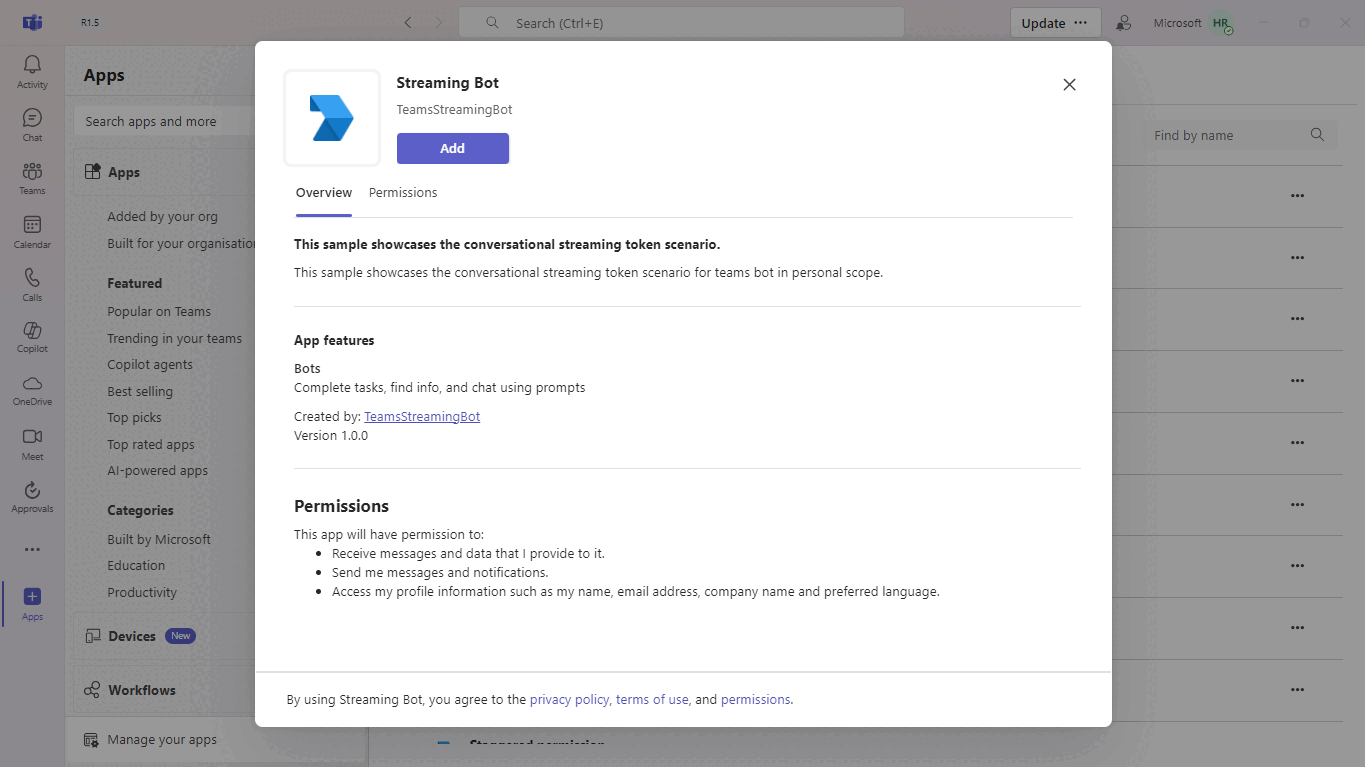 R1.5
Search (Ctrl+E)
Update
Microsoft
HR
Activity
Chat
Teams
Calendar
Calls
Copilot
OneDrive
Meet
Approvals
Apps
Apps
Search apps and more
Apps
Added by your org
Built for your organisation
Featured
Popular on Teams
Trending in your teams
Copilot agents
Best selling
Top picks
Top rated apps
AI-powered apps
Categories
Built by Microsoft
Education
Productivity
Devices New
Workflows
Manage your apps
Find by name
Streaming Bot
TeamsStreamingBot
Add
Overview Permissions
This sample showcases the conversational streaming token scenario.
This sample showcases the conversational streaming token scenario for teams bot in personal scope.
App features
Bots
Complete tasks, find info, and chat using prompts
Created by: TeamsStreamingBot
Version 1.0.0
Permissions
This app will have permission to:
• Receive messages and data that I provide to it.
• Send me messages and notifications.
• Access my profile information such as my name, email address, company name and preferred language.
By using Streaming Bot, you agree to the privacy policy, terms of use, and permissions.
Staggered permission